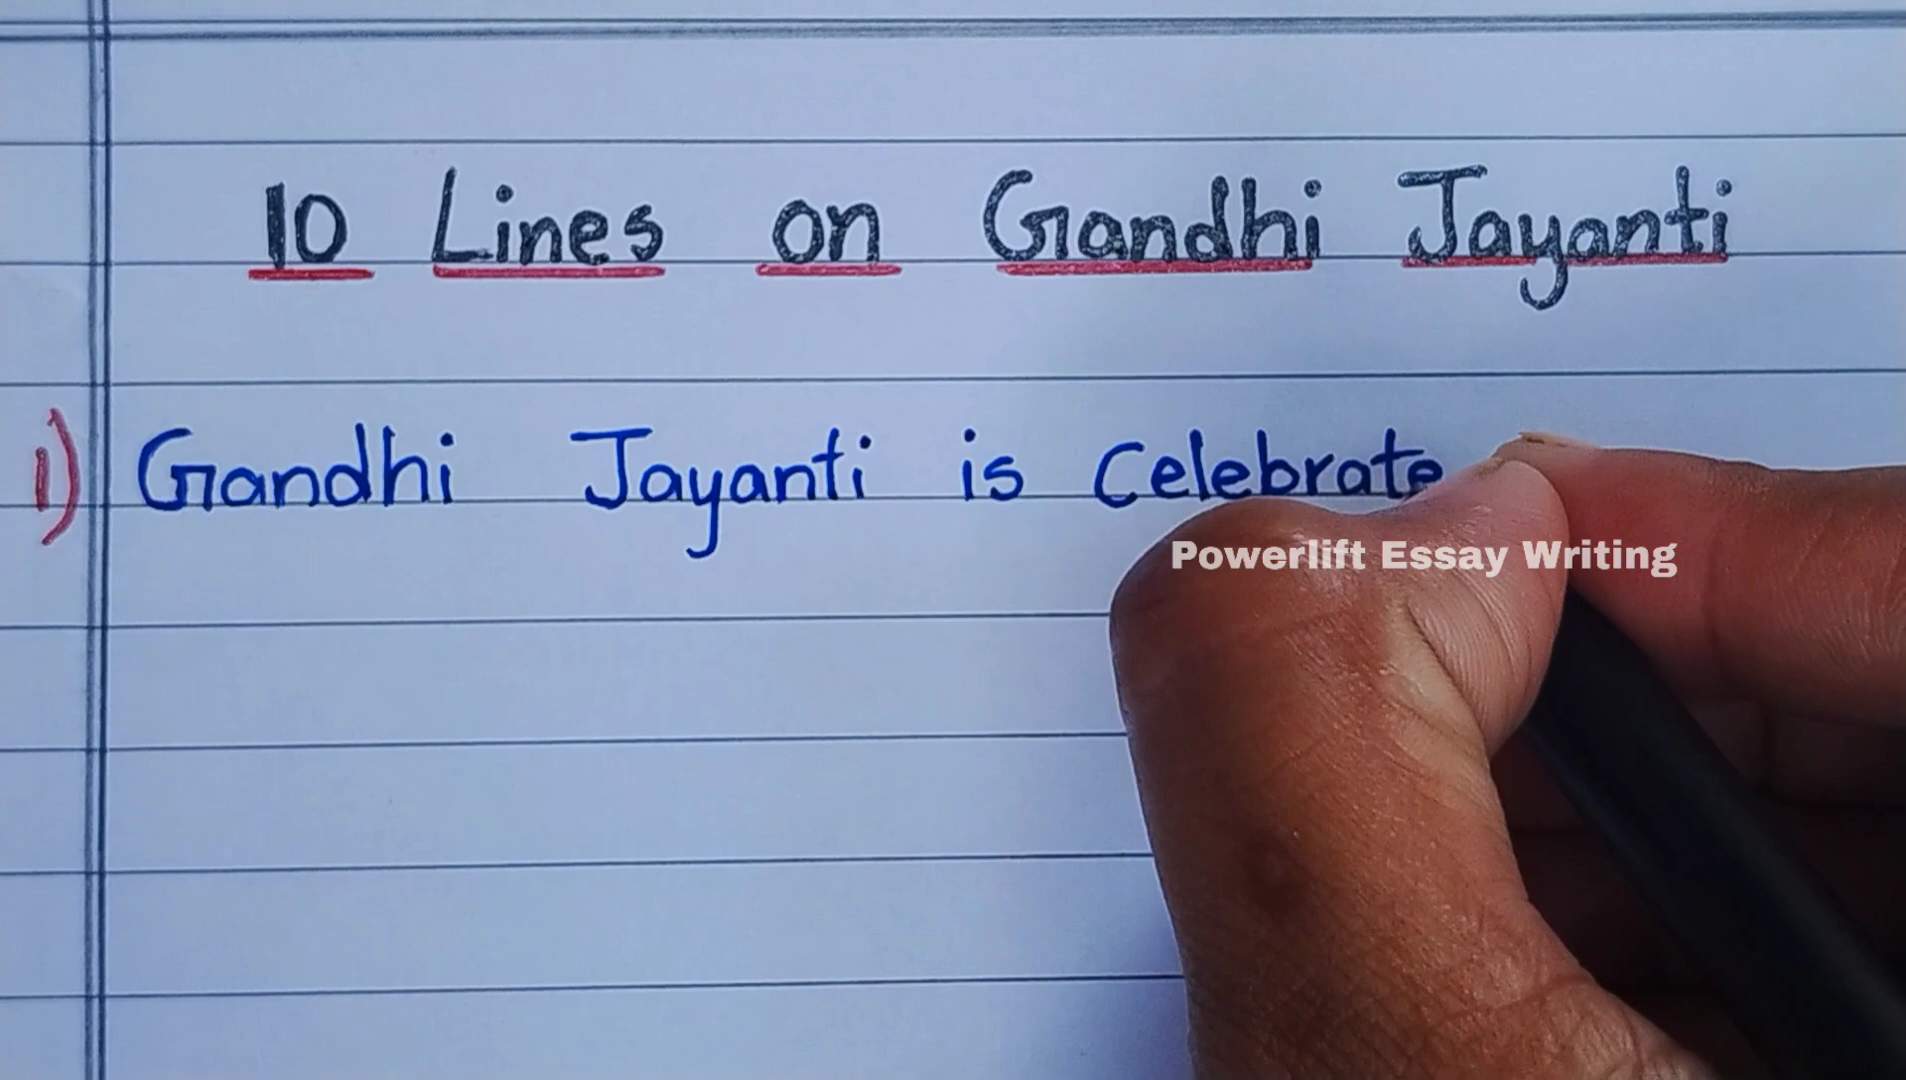 10 Lines on Gandhi Jayanti
1) Gandhi Jayanti is Celebrate
Powerlift Essay Writing